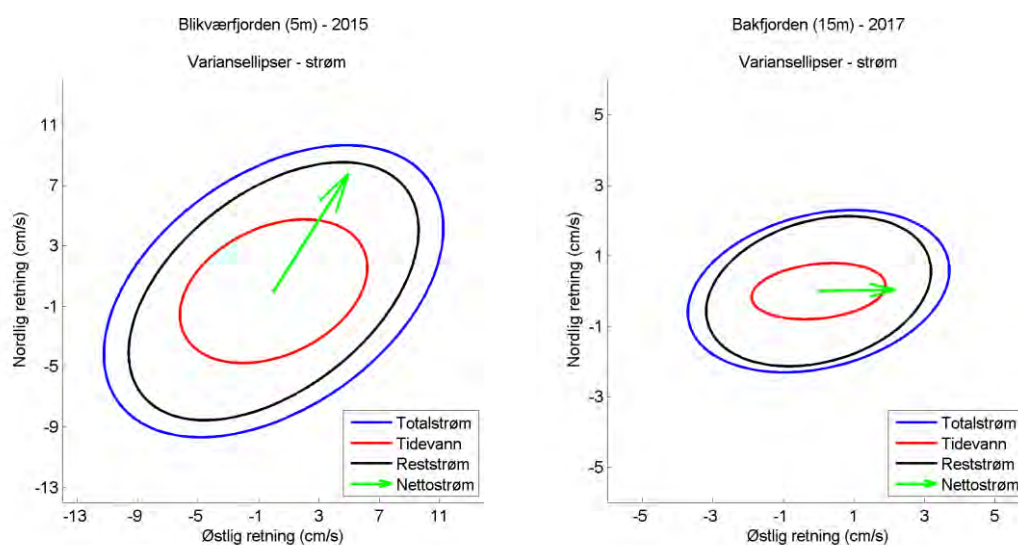 Blikværfjorden (5m) - 2015
Variansellipser - strøm
Nordlig retning (cm/s)
11
7
3
-1
-5
-9
-13
-13 -9 -5 -1 3 7 11
Østlig retning (cm/s)
Totalstrøm
Tidevann
Reststrøm
Nettostrøm
Bakfjorden (15m) - 2017
Variansellipser - strøm
Nordlig retning (cm/s)
5
3
1
-1
-3
-5
-5 -3 -1 1 3 5
Østlig retning (cm/s)
Totalstrøm
Tidevann
Reststrøm
Nettostrøm